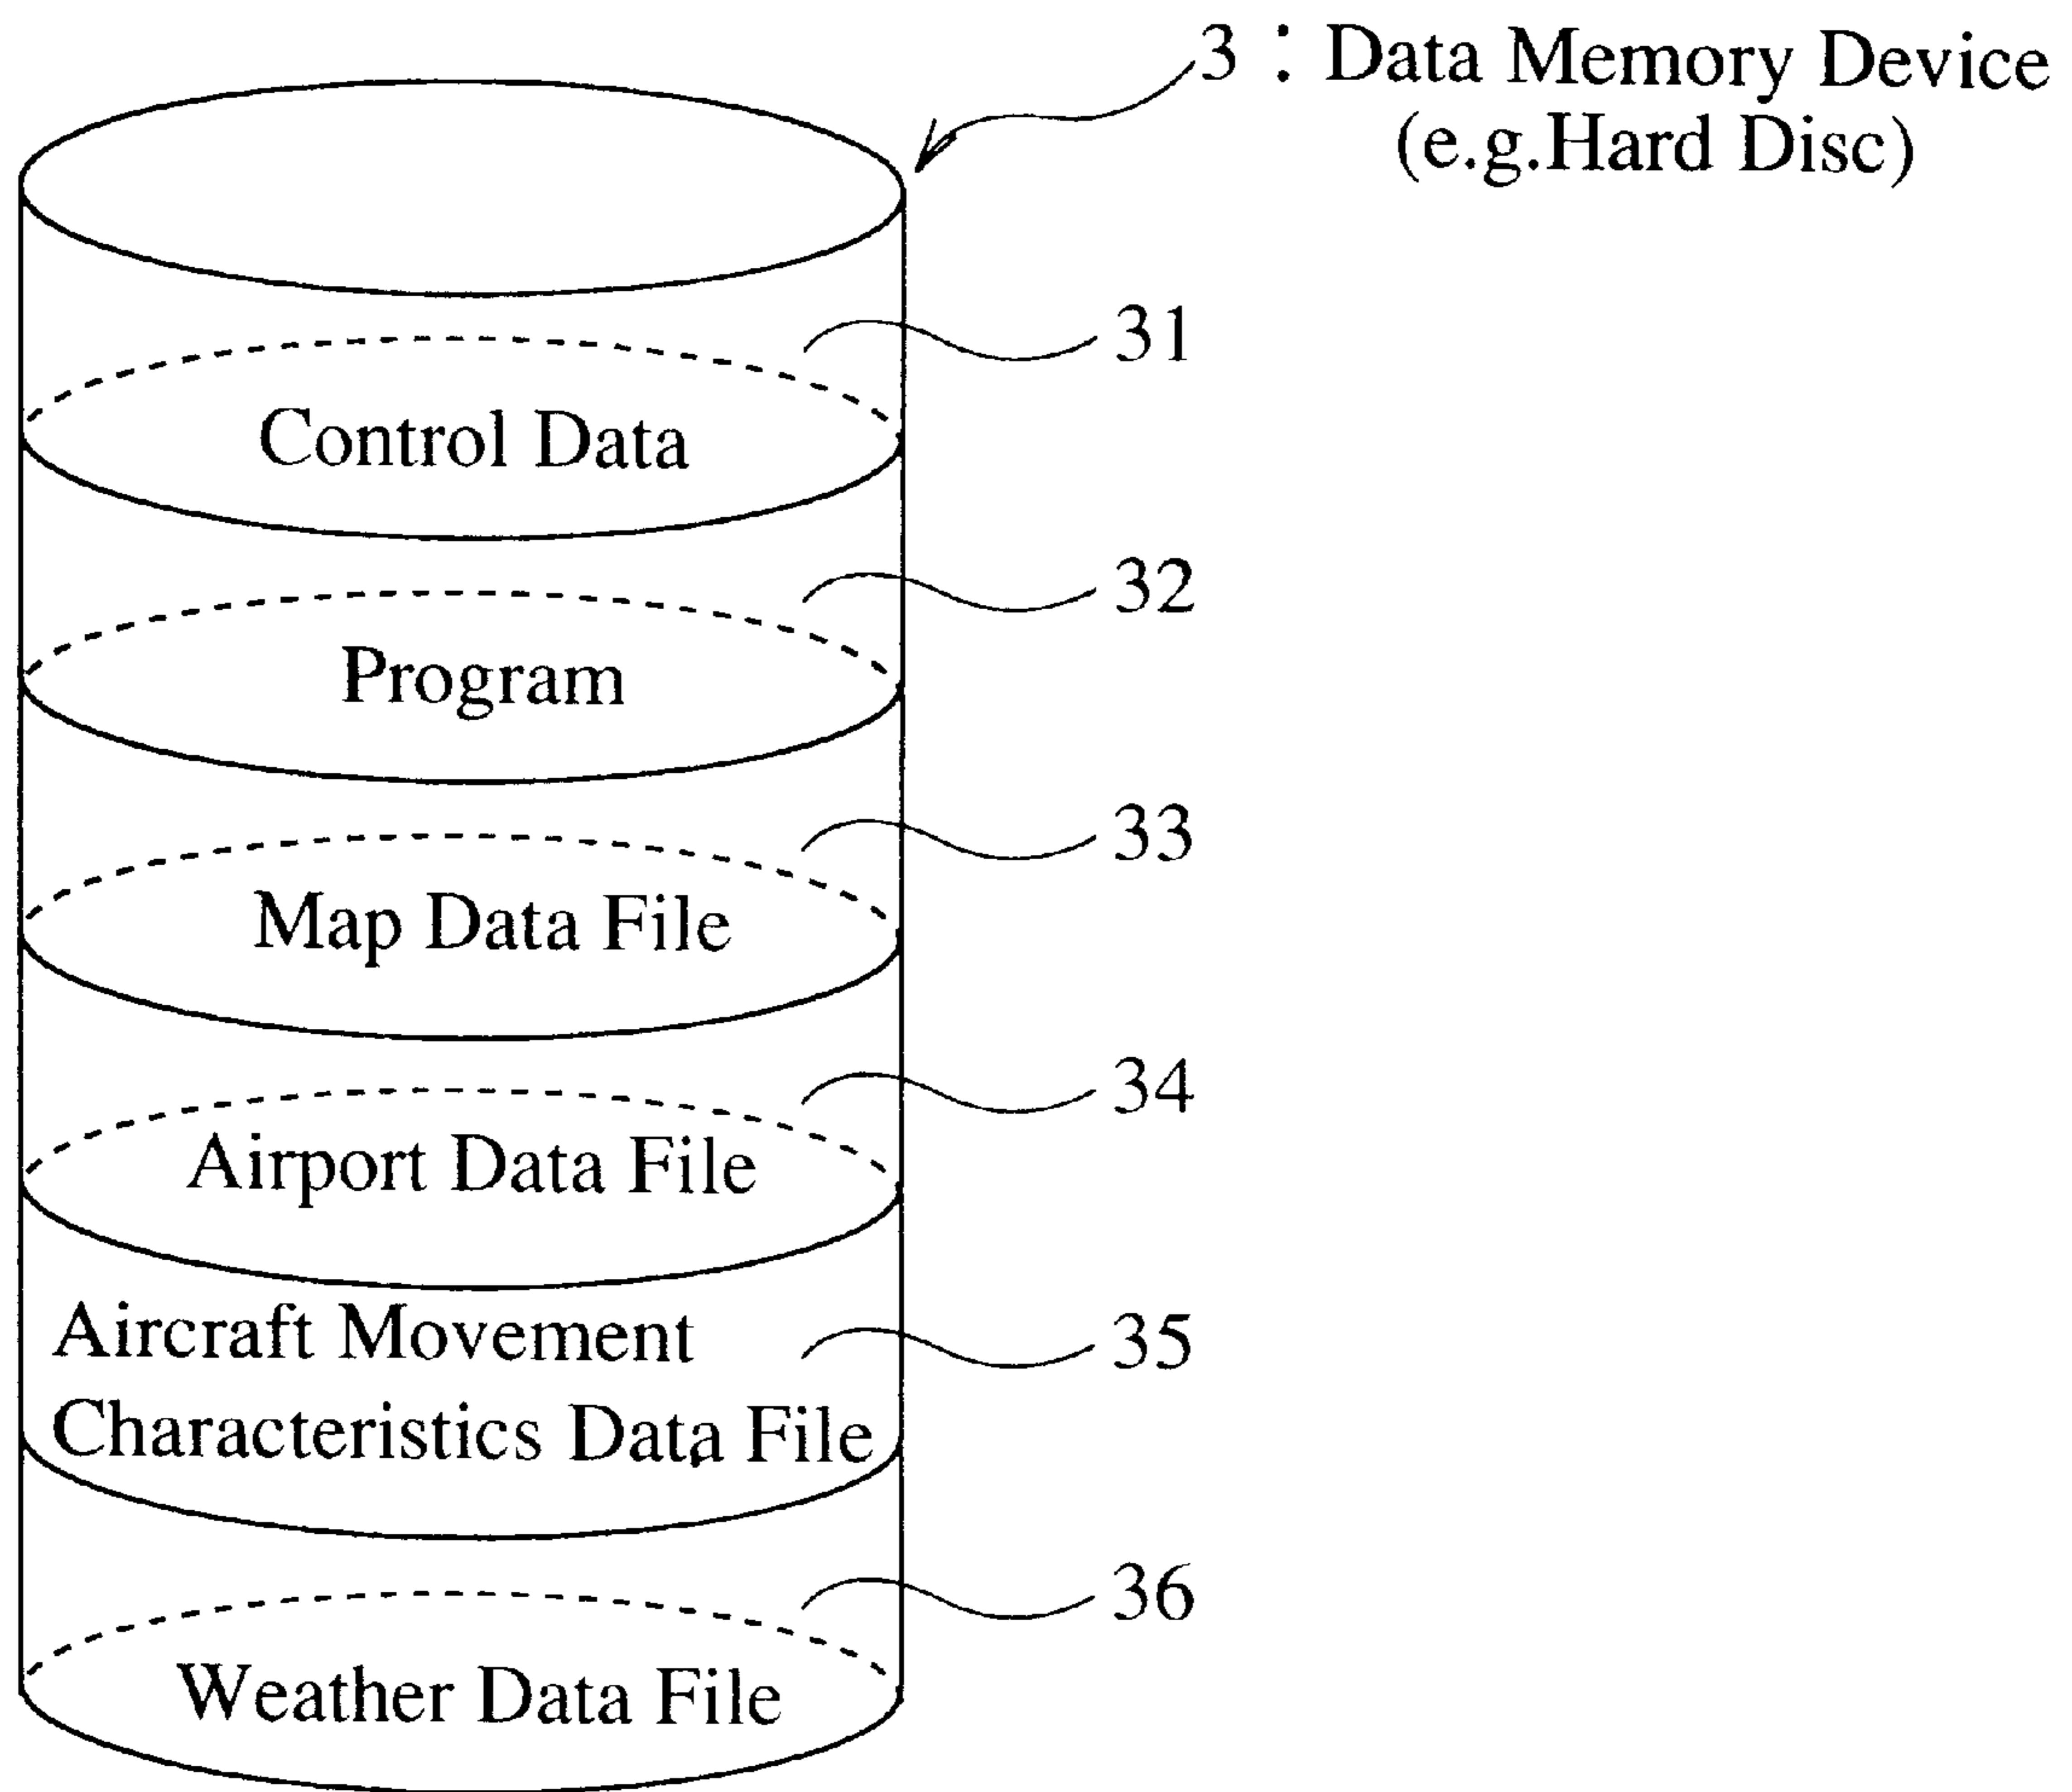 3 : Data Memory Device
(e.g.Hard Disc)
31
Control Data
32
Program
33
Map Data File
34
Airport Data File
Aircraft Movement
35
Characteristics Data File
36
Weather Data File